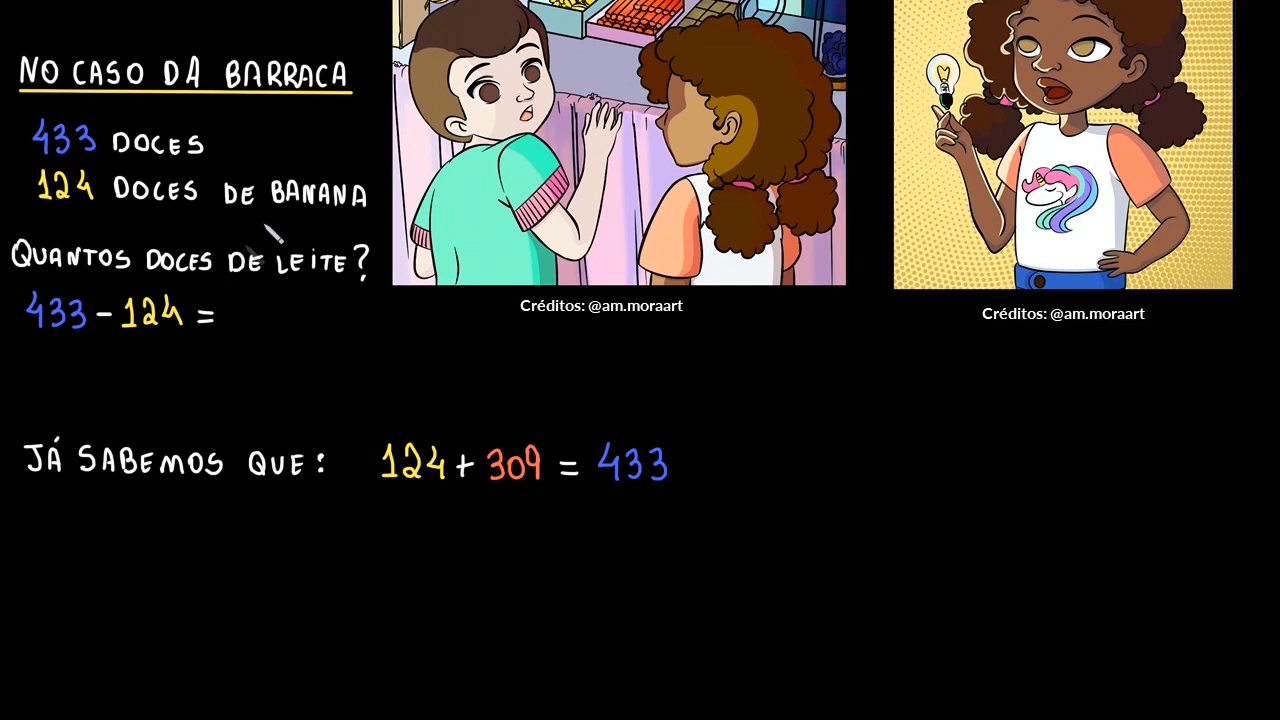 NO CASO DA BARRACA
433 DOCES
124 DOCES DE BANANA
QUANTOS DOCES DE LEITE?
433 - 124 =
Créditos: @am.moraart
Créditos: @am.moraart
JÁ SABEMOS QUE: 124 + 309 = 433